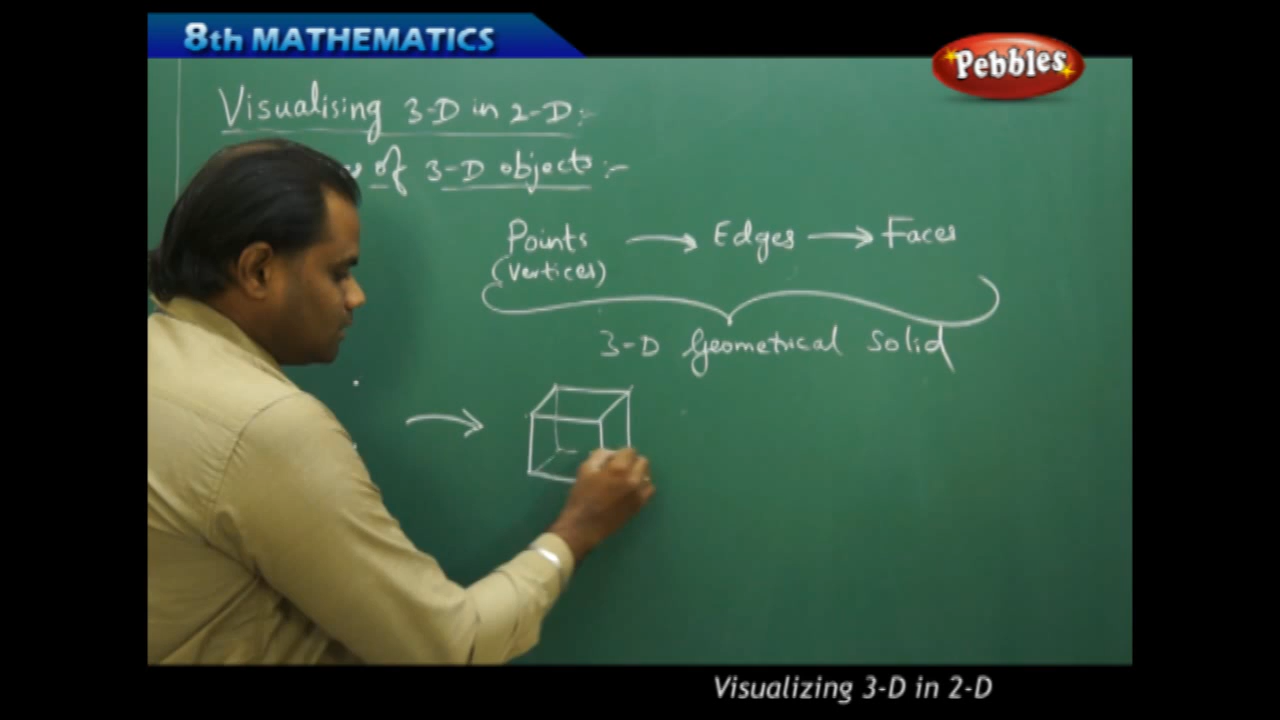 8th MATHEMATICS
Pebbles
Visualising 3-D in 2-D:-
of 3-D objects:-
Points → Edges → Faces
(Vertices)
3-D Geometrical Solid
Visualizing 3-D in 2-D